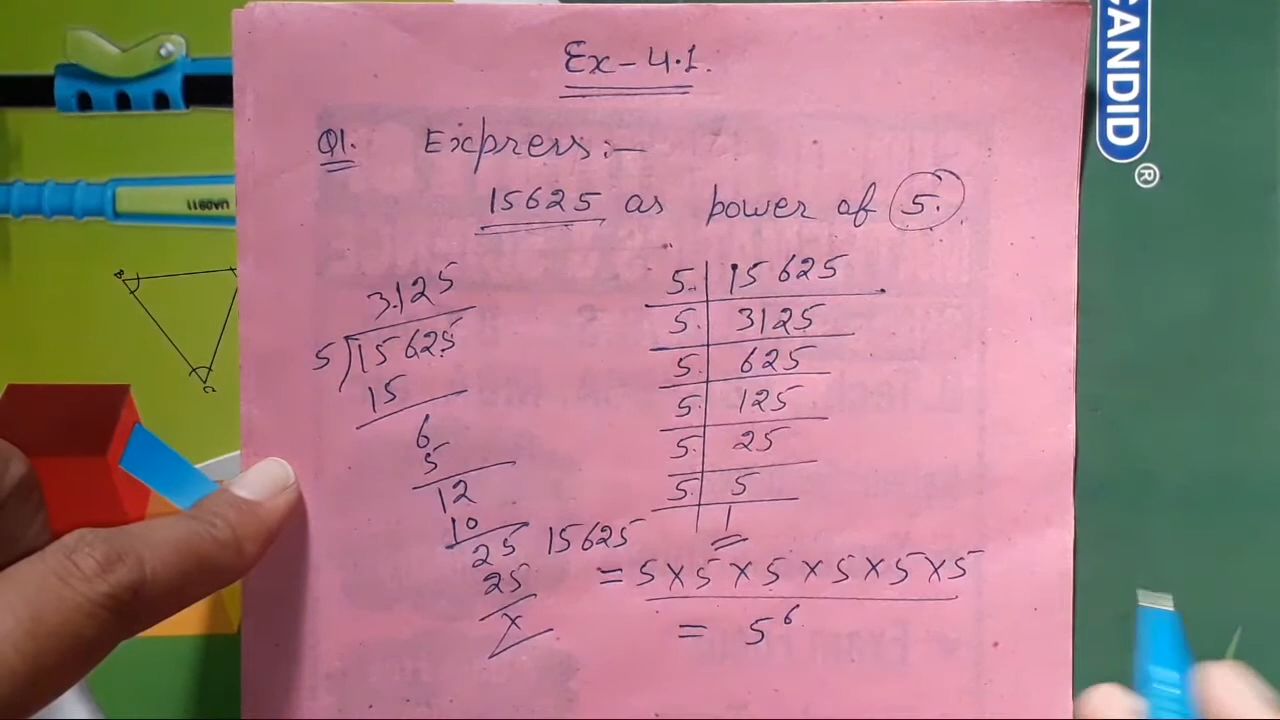 Ex-4.1.
Q1. Express:-
15625 as power of 5.
3125
5)15625
15
6
5
12
10
25
25
x
5. | 15625
5. | 3125
5. | 625
5. | 125
5. | 25
5. | 5
1
15625
= 5×5×5×5×5×5
= 5⁶
CANDID®
UA0911
B
C